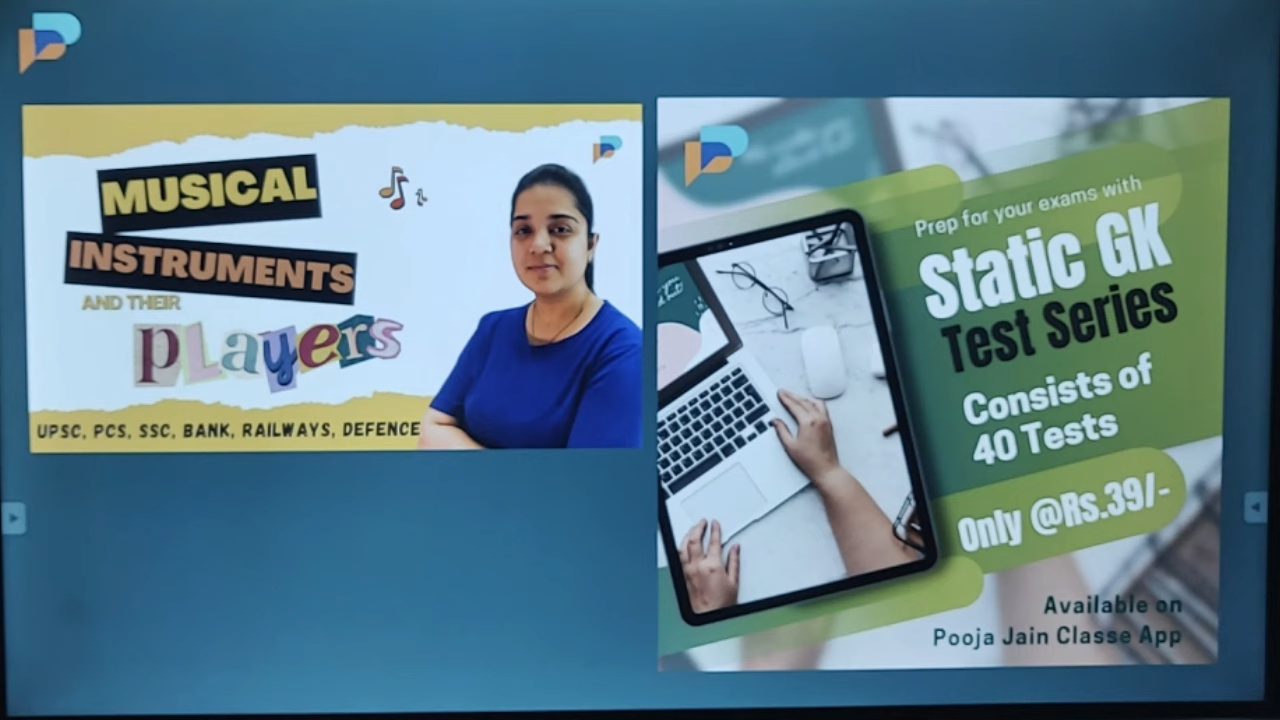 MUSICAL
INSTRUMENTS
AND THEIR
pLayers
UPSC, PCS, SSC, BANK, RAILWAYS, DEFENCE
Prep for your exams with
Static GK
Test Series
Consists of
40 Tests
Only @Rs.39/-
Available on
Pooja Jain Classe App